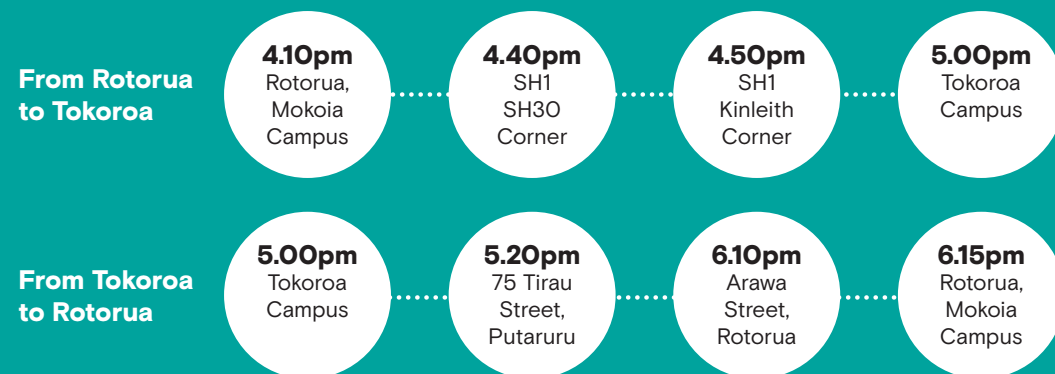 From Rotorua
to Tokoroa
4.10pm
Rotorua,
Mokoia
Campus
4.40pm
SH1
SH30
Corner
4.50pm
SH1
Kinleith
Corner
5.00pm
Tokoroa
Campus
From Tokoroa
to Rotorua
5.00pm
Tokoroa
Campus
5.20pm
75 Tirau
Street,
Putaruru
6.10pm
Arawa
Street,
Rotorua
6.15pm
Rotorua,
Mokoia
Campus